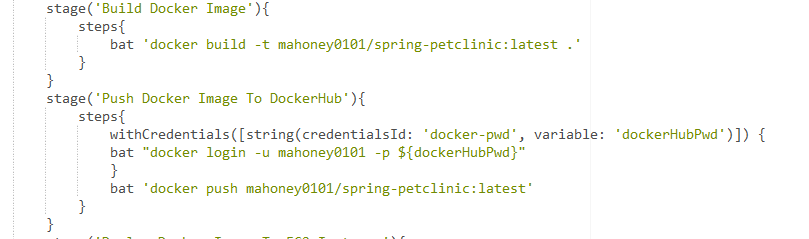 stage('Build Docker Image'){
steps{
bat 'docker build -t mahoney0101/spring-petclinic:latest .'
}
}
stage('Push Docker Image To DockerHub'){
steps{
withCredentials([string(credentialsId: 'docker-pwd', variable: 'dockerHubPwd')]) {
bat "docker login -u mahoney0101 -p ${dockerHubPwd}"
}
bat 'docker push mahoney0101/spring-petclinic:latest'
}
}